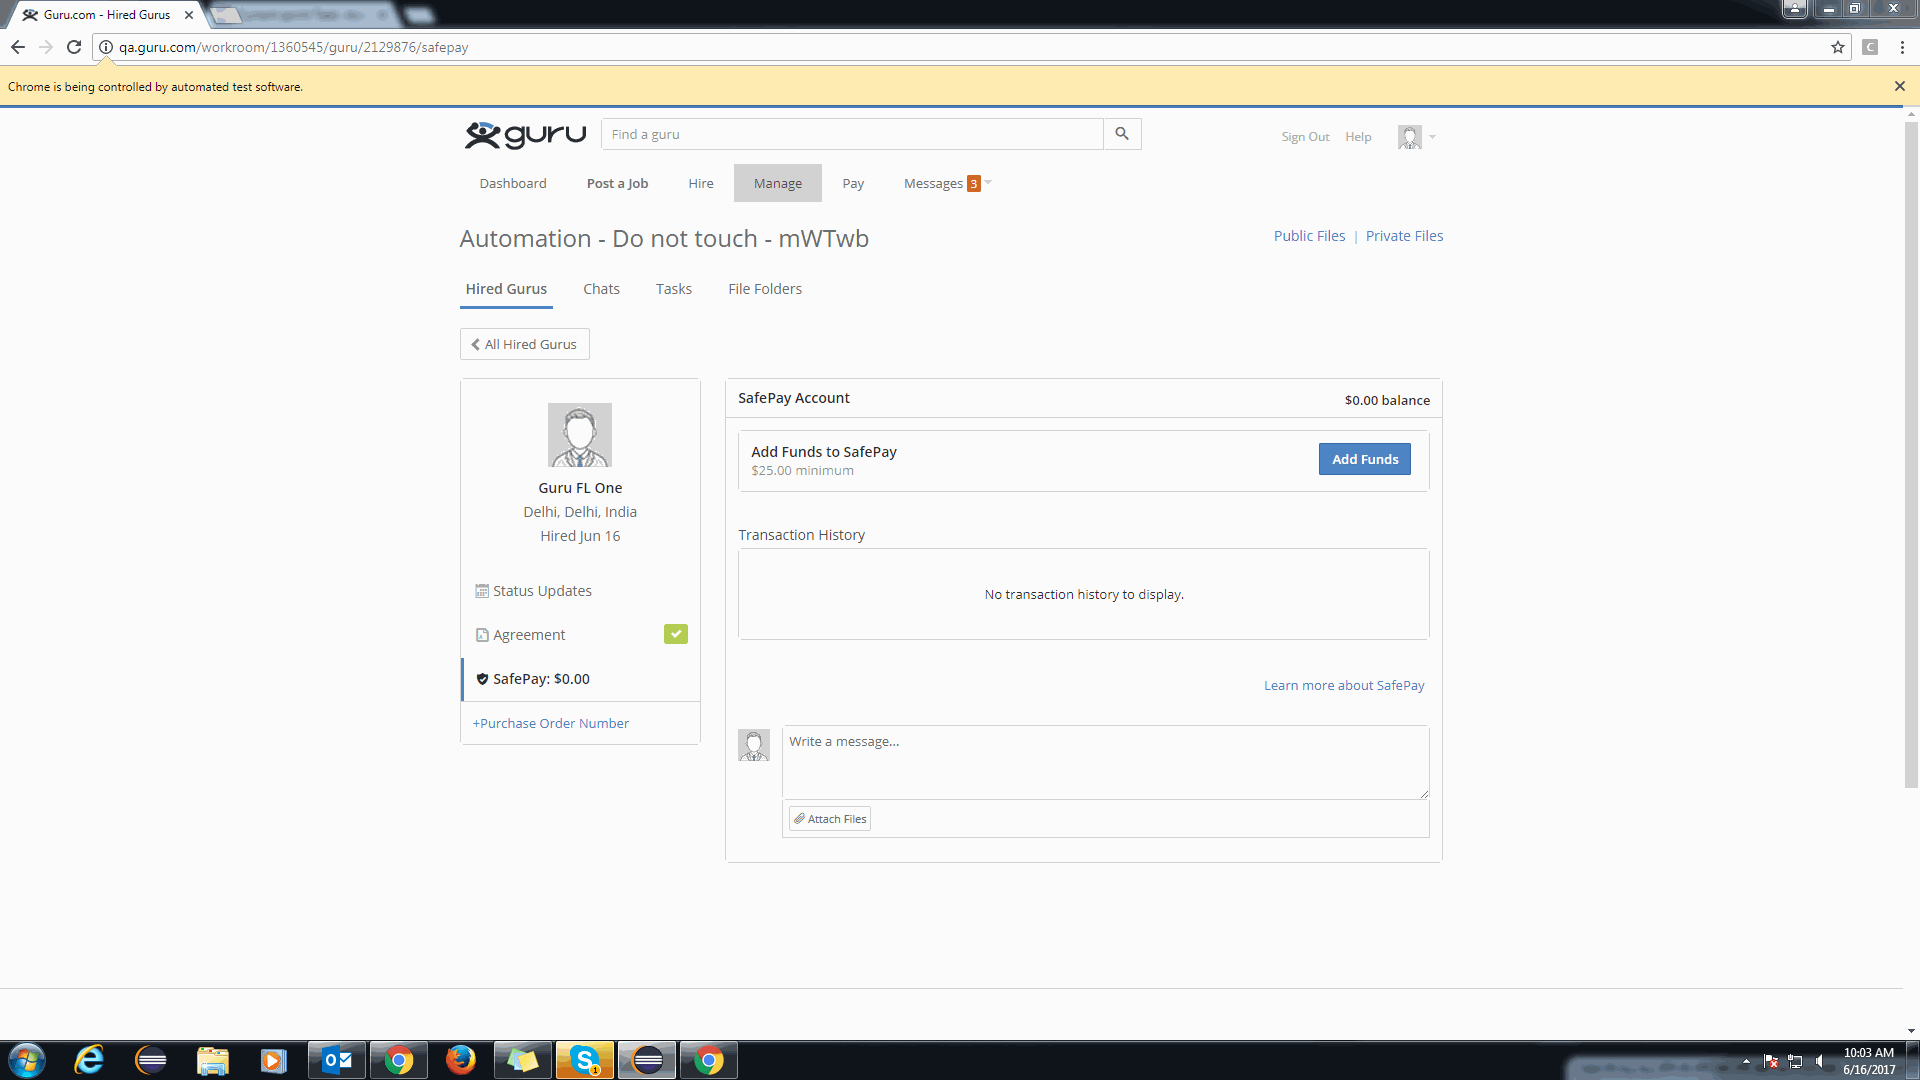 Guru.com - Hired Gurus
qa.guru.com/workroom/1360545/guru/2129876/safepay
C
Chrome is being controlled by automated test software.
guru
Find a guru
Sign Out Help
Dashboard Post a Job Hire Manage Pay Messages 3
Automation - Do not touch - mWTwb
Public Files | Private Files
Hired Gurus Chats Tasks File Folders
All Hired Gurus
Guru FL One
Delhi, Delhi, India
Hired Jun 16
Status Updates
Agreement
SafePay: $0.00
+Purchase Order Number
SafePay Account
$0.00 balance
Add Funds to SafePay
$25.00 minimum
Add Funds
Transaction History
No transaction history to display.
Learn more about SafePay
Write a message...
Attach Files
1
10:03 AM
6/16/2017